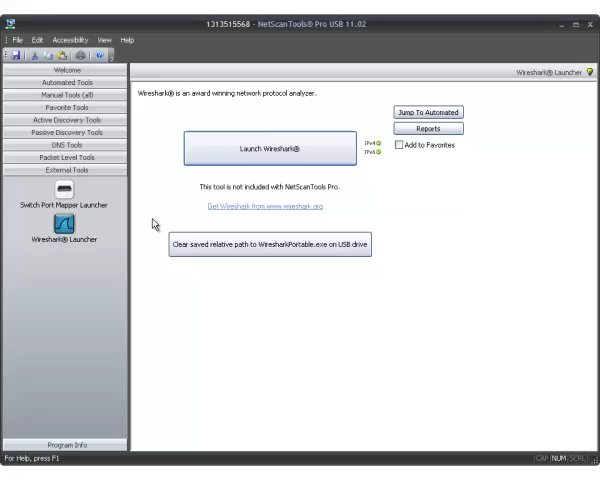 1313515568 - NetScanTools® Pro USB 11.02
File Edit Accessibility View Help
Welcome
Automated Tools
Manual Tools (all)
Favorite Tools
Active Discovery Tools
Passive Discovery Tools
DNS Tools
Packet Level Tools
External Tools
Switch Port Mapper Launcher
Wireshark® Launcher
Program Info
Wireshark® Launcher
Wireshark® is an award winning network protocol analyzer.
Jump To Automated
Reports
Launch Wireshark®
IPv4
IPv6
Add to Favorites
This tool is not included with NetScanTools Pro.
Get Wireshark from www.wireshark.org
Clear saved relative path to WiresharkPortable.exe on USB drive
For Help, press F1
CAP NUM SCRL